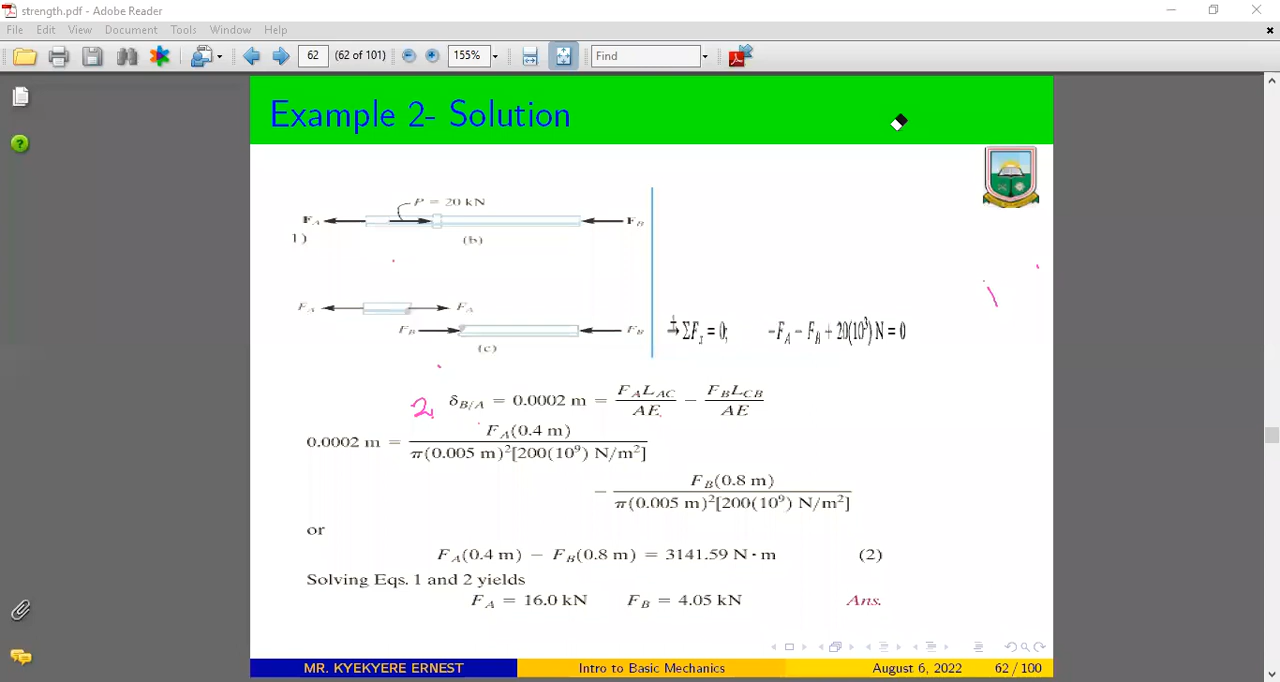 strength.pdf - Adobe Reader
File Edit View Document Tools Window Help
62 (62 of 101) 155% Find
Example 2- Solution
P = 20 kN
F_A F_B
1) (b)
F_A F_A
F_B F_B
(c)
→+ ΣF_x = 0; −F_A − F_B + 20(10³) N = 0
2, δ_B/A = 0.0002 m = F_A L_AC / AE − F_B L_CB / AE
0.0002 m = F_A(0.4 m) / π(0.005 m)²[200(10⁹) N/m²]
− F_B(0.8 m) / π(0.005 m)²[200(10⁹) N/m²]
or
F_A(0.4 m) − F_B(0.8 m) = 3141.59 N·m (2)
Solving Eqs. 1 and 2 yields
F_A = 16.0 kN F_B = 4.05 kN Ans.
MR. KYEKYERE ERNEST Intro to Basic Mechanics August 6, 2022 62 / 100